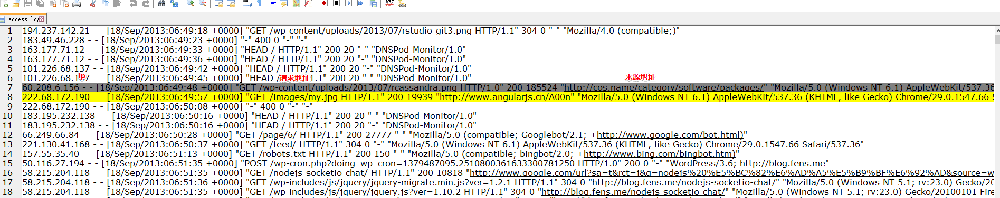 access.log
1 194.237.142.21 - - [18/Sep/2013:06:49:18 +0000] "GET /wp-content/uploads/2013/07/rstudio-git3.png HTTP/1.1" 304 0 "-" "Mozilla/4.0 (compatible;)"
2 183.49.46.228 - - [18/Sep/2013:06:49:23 +0000] "-" 400 0 "-" "-"
3 163.177.71.12 - - [18/Sep/2013:06:49:33 +0000] "HEAD / HTTP/1.1" 200 20 "-" "DNSPod-Monitor/1.0"
4 163.177.71.12 - - [18/Sep/2013:06:49:36 +0000] "HEAD / HTTP/1.1" 200 20 "-" "DNSPod-Monitor/1.0"
5 101.226.68.137 - - [18/Sep/2013:06:49:42 +0000] "HEAD / HTTP/1.1" 200 20 "-" "DNSPod-Monitor/1.0"
ip 请求地址 来源地址
6 101.226.68.137 - - [18/Sep/2013:06:49:45 +0000] "HEAD / 1.1" 200 20 "-" "DNSPod-Monitor/1.0"
7 60.208.6.156 - - [18/Sep/2013:06:49:48 +0000] "GET /wp-content/uploads/2013/07/rcassandra.png HTTP/1.0" 200 185524 "http://cos.name/category/software/packages/" "Mozilla/5.0 (Windows NT 6.1) AppleWebKit/537.36
8 222.68.172.190 - - [18/Sep/2013:06:49:57 +0000] "GET /images/my.jpg HTTP/1.1" 200 19939 "http://www.angularjs.cn/A00n" "Mozilla/5.0 (Windows NT 6.1) AppleWebKit/537.36 (KHTML, like Gecko) Chrome/29.0.1547.66 S
9 222.68.172.190 - - [18/Sep/2013:06:50:08 +0000] "-" 400 0 "-" "-"
10 183.195.232.138 - - [18/Sep/2013:06:50:16 +0000] "HEAD / HTTP/1.1" 200 20 "-" "DNSPod-Monitor/1.0"
11 183.195.232.138 - - [18/Sep/2013:06:50:16 +0000] "HEAD / HTTP/1.1" 200 20 "-" "DNSPod-Monitor/1.0"
12 66.249.66.84 - - [18/Sep/2013:06:50:28 +0000] "GET /page/6/ HTTP/1.1" 200 27777 "-" "Mozilla/5.0 (compatible; Googlebot/2.1; +http://www.google.com/bot.html)"
13 221.130.41.168 - - [18/Sep/2013:06:50:37 +0000] "GET /feed/ HTTP/1.1" 304 0 "-" "Mozilla/5.0 (Windows NT 6.1) AppleWebKit/537.36 (KHTML, like Gecko) Chrome/29.0.1547.66 Safari/537.36"
14 157.55.35.40 - - [18/Sep/2013:06:51:13 +0000] "GET /robots.txt HTTP/1.1" 200 150 "-" "Mozilla/5.0 (compatible; bingbot/2.0; +http://www.bing.com/bingbot.htm)"
15 50.116.27.194 - - [18/Sep/2013:06:51:35 +0000] "POST /wp-cron.php?doing_wp_cron=1379487095.2510800361633300781250 HTTP/1.0" 200 0 "-" "WordPress/3.6; http://blog.fens.me"
16 58.215.204.118 - - [18/Sep/2013:06:51:35 +0000] "GET /nodejs-socketio-chat/ HTTP/1.1" 200 10818 "http://www.google.com/url?sa=t&rct=j&q=nodejs%20%E5%BC%82%E6%AD%A5%E5%B9%BF%E6%92%AD&source=w
17 58.215.204.118 - - [18/Sep/2013:06:51:36 +0000] "GET /wp-includes/js/jquery/jquery-migrate.min.js?ver=1.2.1 HTTP/1.1" 304 0 "http://blog.fens.me/nodejs-socketio-chat/" "Mozilla/5.0 (Windows NT 5.1; rv:23.0) Gecko/20
18 58.215.204.118 - - [18/Sep/2013:06:51:35 +0000] "GET /wp-includes/js/jquery/jquery.js?ver=1.10.2 HTTP/1.1" 304 0 "http://blog.fens.me/nodejs-socketio-chat/" "Mozilla/5.0 (Windows NT 5.1; rv:23.0) Gecko/20100101 Fire